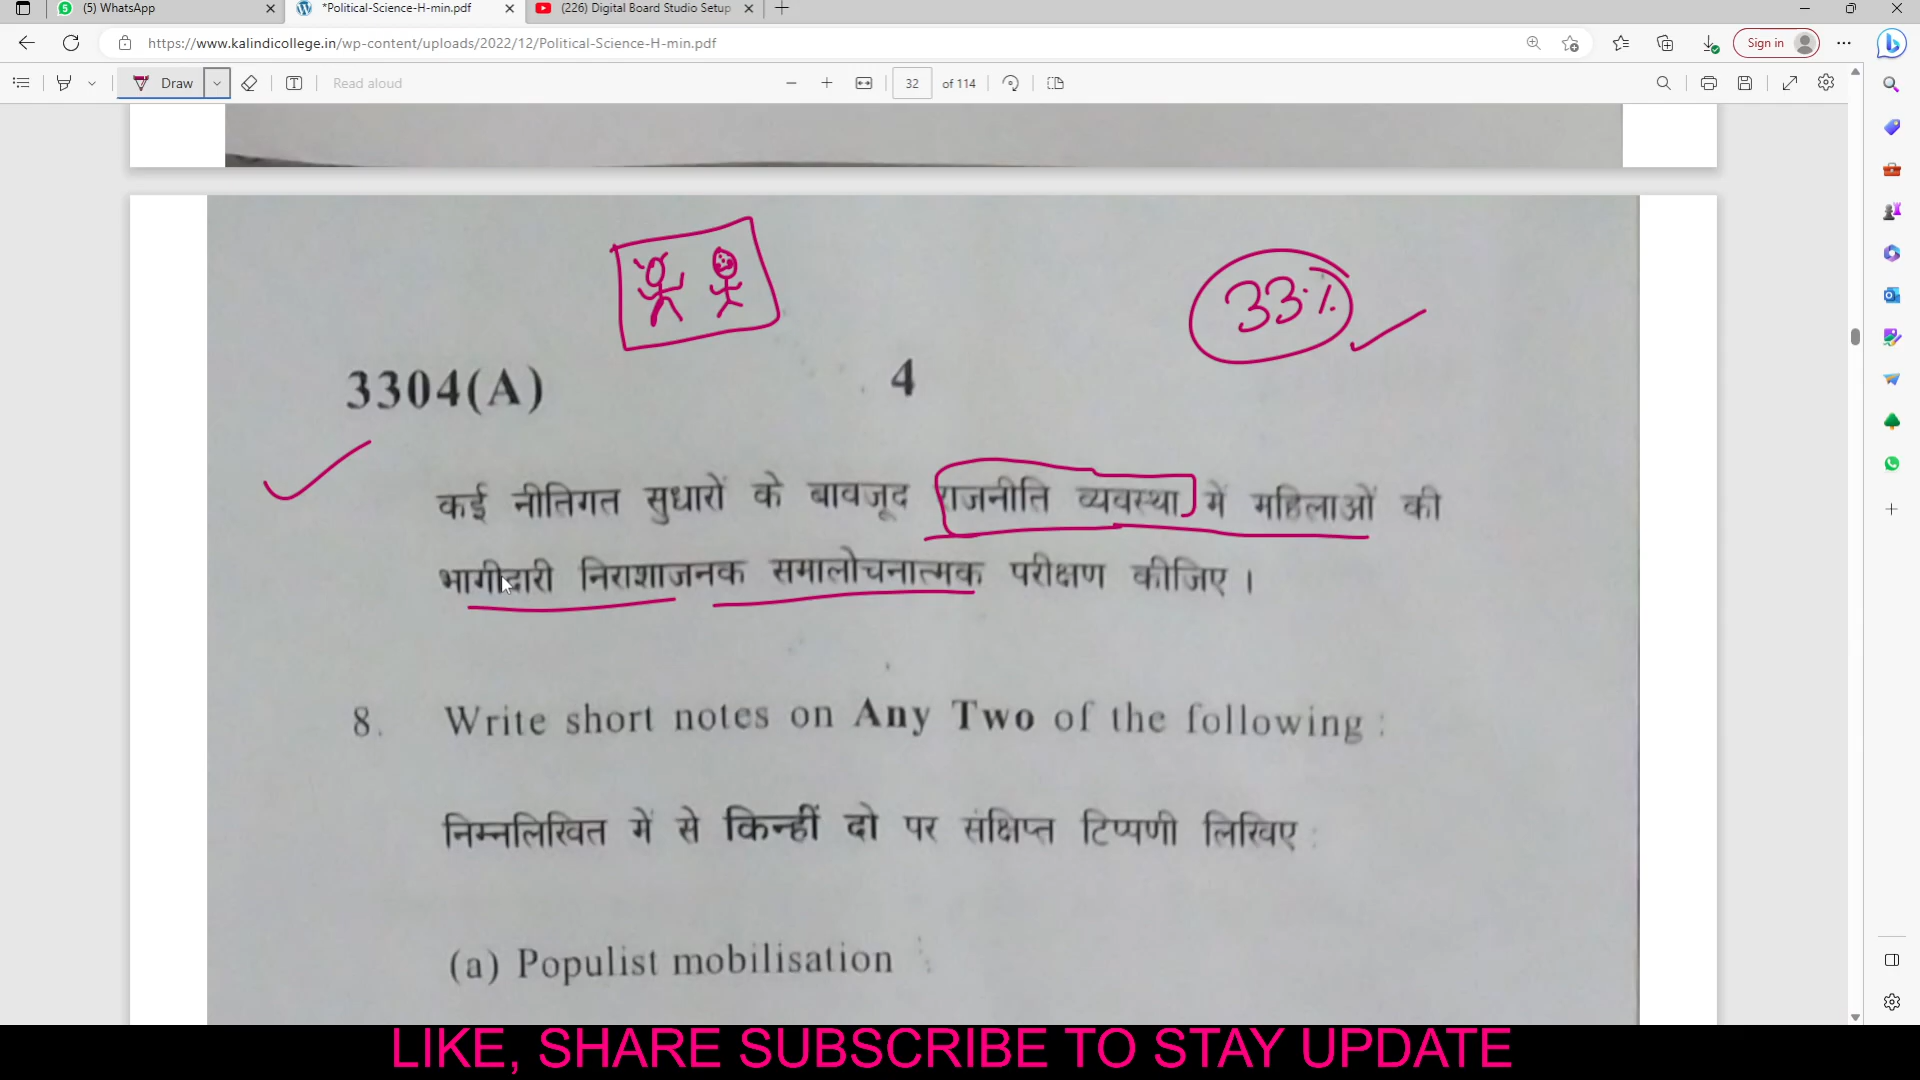 (5) WhatsApp
*Political-Science-H-min.pdf
(226) Digital Board Studio Setup
https://www.kalindicollege.in/wp-content/uploads/2022/12/Political-Science-H-min.pdf
Sign in
Draw
Read aloud
32 of 114
33%
3304(A)
4
कई नीतिगत सुधारों के बावजूद राजनीति व्यवस्था में महिलाओं की
भागीदारी निराशाजनक समालोचनात्मक परीक्षण कीजिए ।
8. Write short notes on Any Two of the following :
निम्नलिखित में से किन्हीं दो पर संक्षिप्त टिप्पणी लिखिए :
(a) Populist mobilisation
LIKE, SHARE SUBSCRIBE TO STAY UPDATE